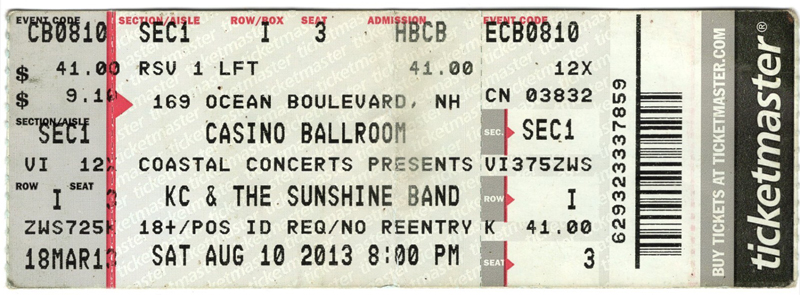 EVENT CODE SECTION/AISLE ROW/BOX SEAT ADMISSION EVENT CODE
CB0810 SEC1 I 3 HBCB ECB0810
$ 41.00 RSV 1 LFT 41.00 12X
$ 9.10 169 OCEAN BOULEVARD, NH CN 03832
SECTION/AISLE
SEC1 CASINO BALLROOM SEC. SEC1
VI 12X COASTAL CONCERTS PRESENTS VI375ZWS
ROW SEAT
I 3 KC & THE SUNSHINE BAND ROW I
ZWS725K 18+/POS ID REQ/NO REENTRY K 41.00
18MAR13 SAT AUG 10 2013 8:00 PM SEAT 3
6293233337859
BUY TICKETS AT TICKETMASTER.COM
ticketmaster®